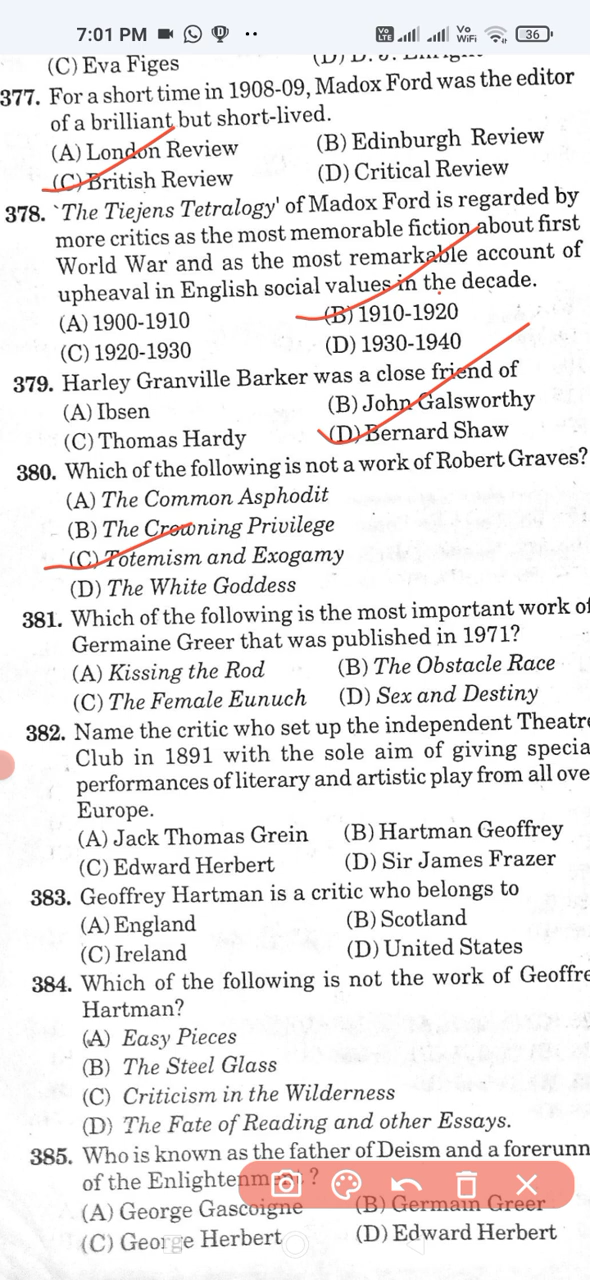 7:01 PM
Vo LTE Vo WiFi 36
(C) Eva Figes
377. For a short time in 1908-09, Madox Ford was the editor
of a brilliant but short-lived.
(A) London Review (B) Edinburgh Review
(C) British Review (D) Critical Review
378. `The Tiejens Tetralogy' of Madox Ford is regarded by
more critics as the most memorable fiction about first
World War and as the most remarkable account of
upheaval in English social values in the decade.
(A) 1900-1910 (B) 1910-1920
(C) 1920-1930 (D) 1930-1940
379. Harley Granville Barker was a close friend of
(A) Ibsen (B) John Galsworthy
(C) Thomas Hardy (D) Bernard Shaw
380. Which of the following is not a work of Robert Graves?
(A) The Common Asphodit
(B) The Crowning Privilege
(C) Totemism and Exogamy
(D) The White Goddess
381. Which of the following is the most important work of
Germaine Greer that was published in 1971?
(A) Kissing the Rod (B) The Obstacle Race
(C) The Female Eunuch (D) Sex and Destiny
382. Name the critic who set up the independent Theatre
Club in 1891 with the sole aim of giving specia
performances of literary and artistic play from all ove
Europe.
(A) Jack Thomas Grein (B) Hartman Geoffrey
(C) Edward Herbert (D) Sir James Frazer
383. Geoffrey Hartman is a critic who belongs to
(A) England (B) Scotland
(C) Ireland (D) United States
384. Which of the following is not the work of Geoffre
Hartman?
(A) Easy Pieces
(B) The Steel Glass
(C) Criticism in the Wilderness
(D) The Fate of Reading and other Essays.
385. Who is known as the father of Deism and a forerunn
of the Enlightenment ?
(A) George Gascoigne (B) Germain Greer
(C) George Herbert (D) Edward Herbert